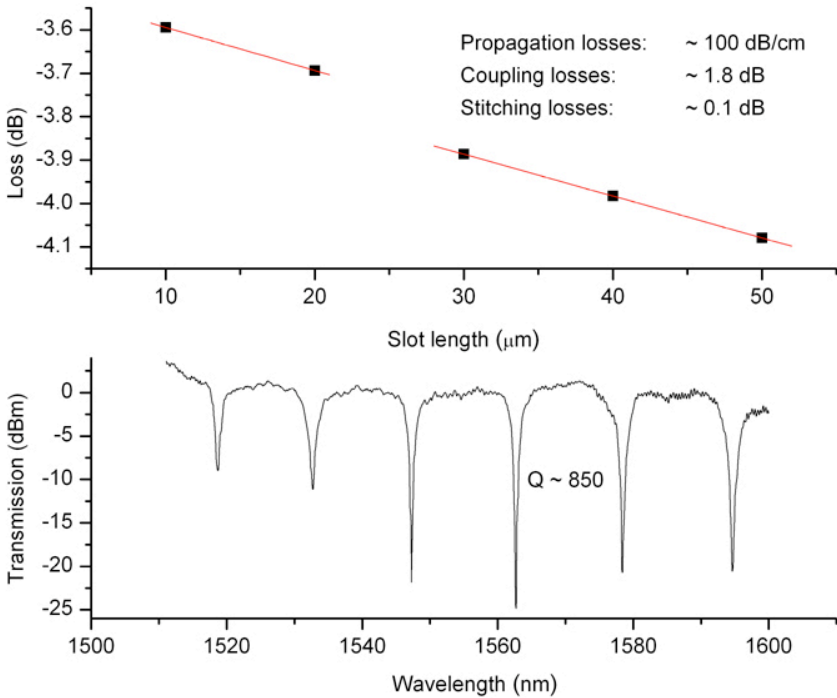 -3.6
-3.7
-3.8
-3.9
-4.0
-4.1
Loss (dB)
Propagation losses: ~ 100 dB/cm
Coupling losses: ~ 1.8 dB
Stitching losses: ~ 0.1 dB
10 20 30 40 50
Slot length (μm)
0
-5
-10
-15
-20
-25
Transmission (dBm)
Q ~ 850
1500 1520 1540 1560 1580 1600
Wavelength (nm)